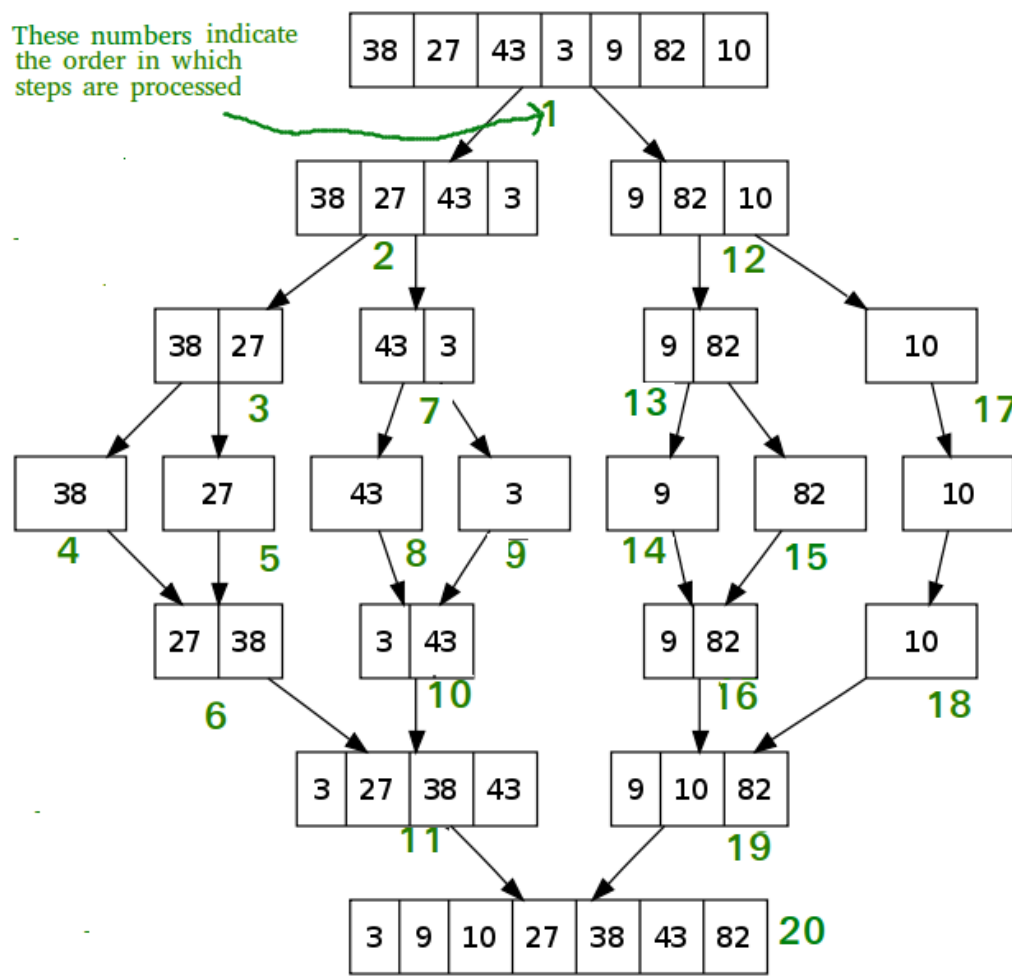 These numbers indicate
the order in which
steps are processed
38 27 43 3 9 82 10
1
38 27 43 3 9 82 10
2 12
38 27 43 3 9 82 10
3 7 13 17
38 27 43 3 9 82 10
4 5 8 9 14 15
27 38 3 43 9 82 10
6 10 16 18
3 27 38 43 9 10 82
11 19
3 9 10 27 38 43 82 20